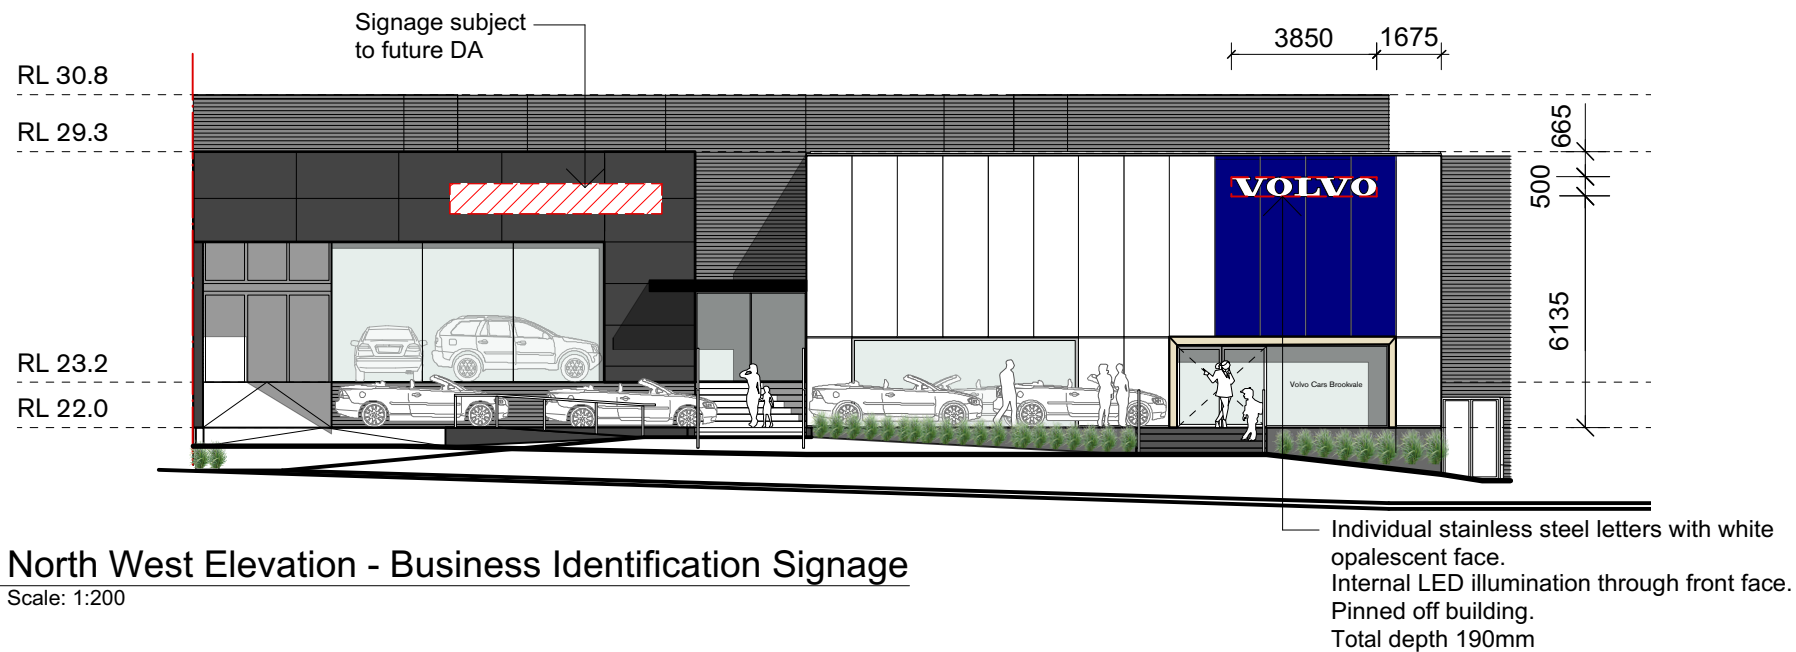 Signage subject
to future DA
3850
1675
RL 30.8
RL 29.3
665
500
VOLVO
6135
RL 23.2
Volvo Cars Brookvale
RL 22.0
Individual stainless steel letters with white
opalescent face.
Internal LED illumination through front face.
Pinned off building.
Total depth 190mm
North West Elevation - Business Identification Signage
Scale: 1:200